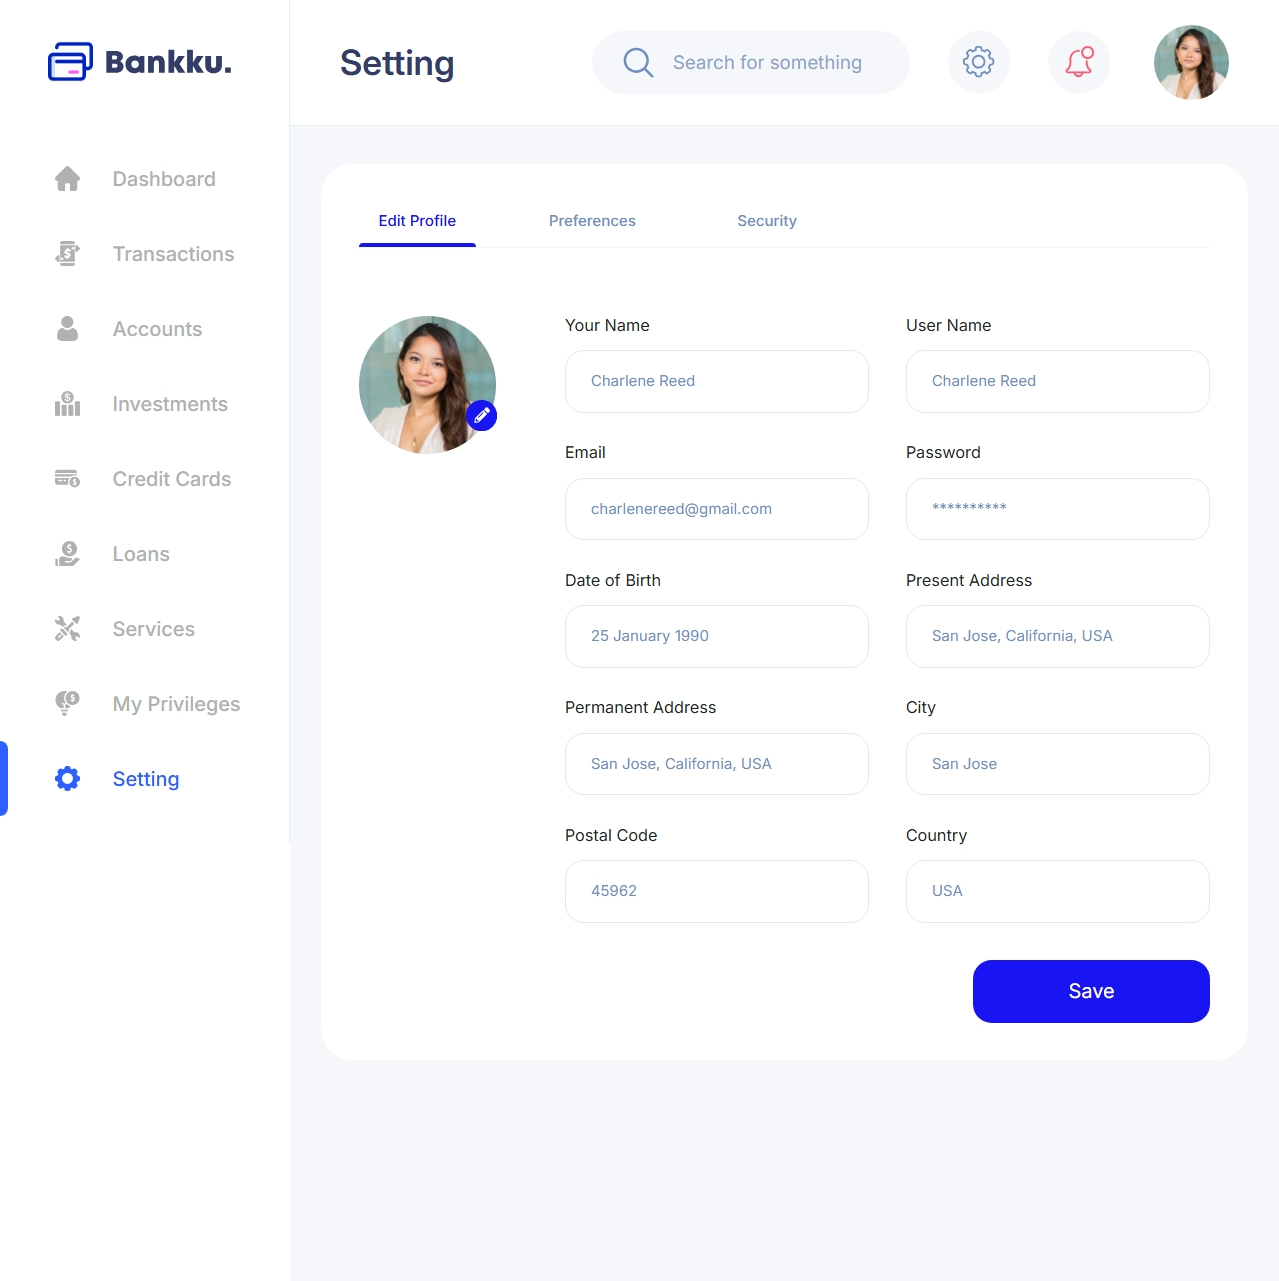 Bankku.
Setting
Search for something
Dashboard
Transactions
Accounts
Investments
Credit Cards
Loans
Services
My Privileges
Setting
Edit Profile
Preferences
Security
Your Name
User Name
Charlene Reed
Charlene Reed
Email
Password
charlenereed@gmail.com
**********
Date of Birth
Present Address
25 January 1990
San Jose, California, USA
Permanent Address
City
San Jose, California, USA
San Jose
Postal Code
Country
45962
USA
Save